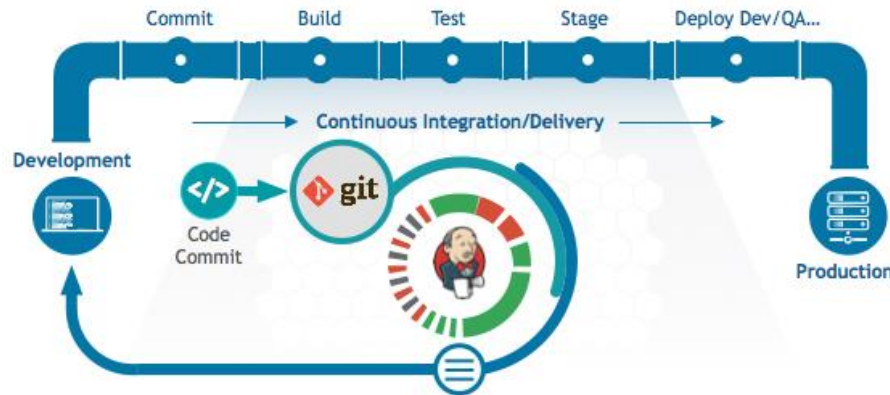 Commit Build Test Stage Deploy Dev/QA...
Continuous Integration/Delivery
Development
</>
git
Code
Commit
Production